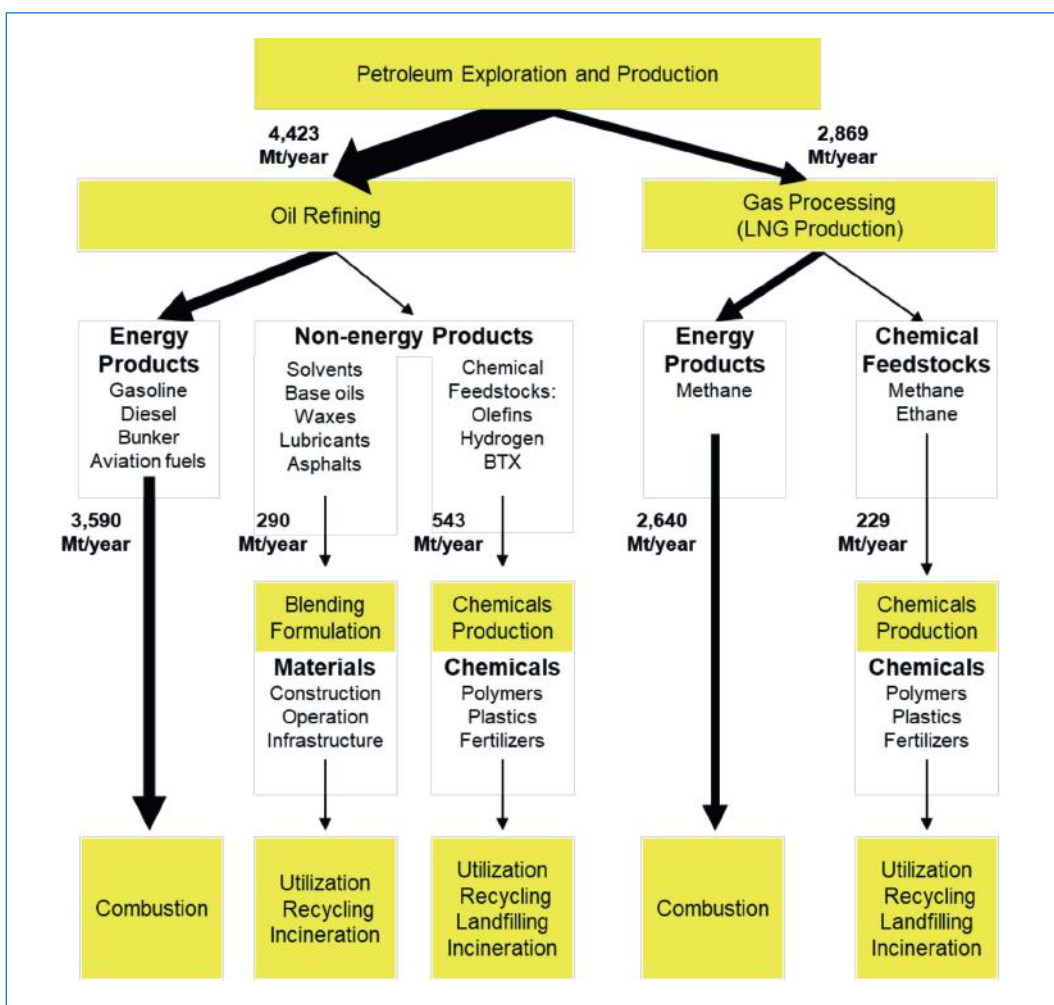 Petroleum Exploration and Production
4,423
Mt/year
2,869
Mt/year
Oil Refining
Gas Processing
(LNG Production)
Energy
Products
Gasoline
Diesel
Bunker
Aviation fuels
Non-energy Products
Solvents
Base oils
Waxes
Lubricants
Asphalts
Chemical
Feedstocks:
Olefins
Hydrogen
BTX
Energy
Products
Methane
Chemical
Feedstocks
Methane
Ethane
3,590
Mt/year
290
Mt/year
543
Mt/year
2,640
Mt/year
229
Mt/year
Blending
Formulation
Materials
Construction
Operation
Infrastructure
Chemicals
Production
Chemicals
Polymers
Plastics
Fertilizers
Chemicals
Production
Chemicals
Polymers
Plastics
Fertilizers
Combustion
Utilization
Recycling
Incineration
Utilization
Recycling
Landfilling
Incineration
Combustion
Utilization
Recycling
Landfilling
Incineration